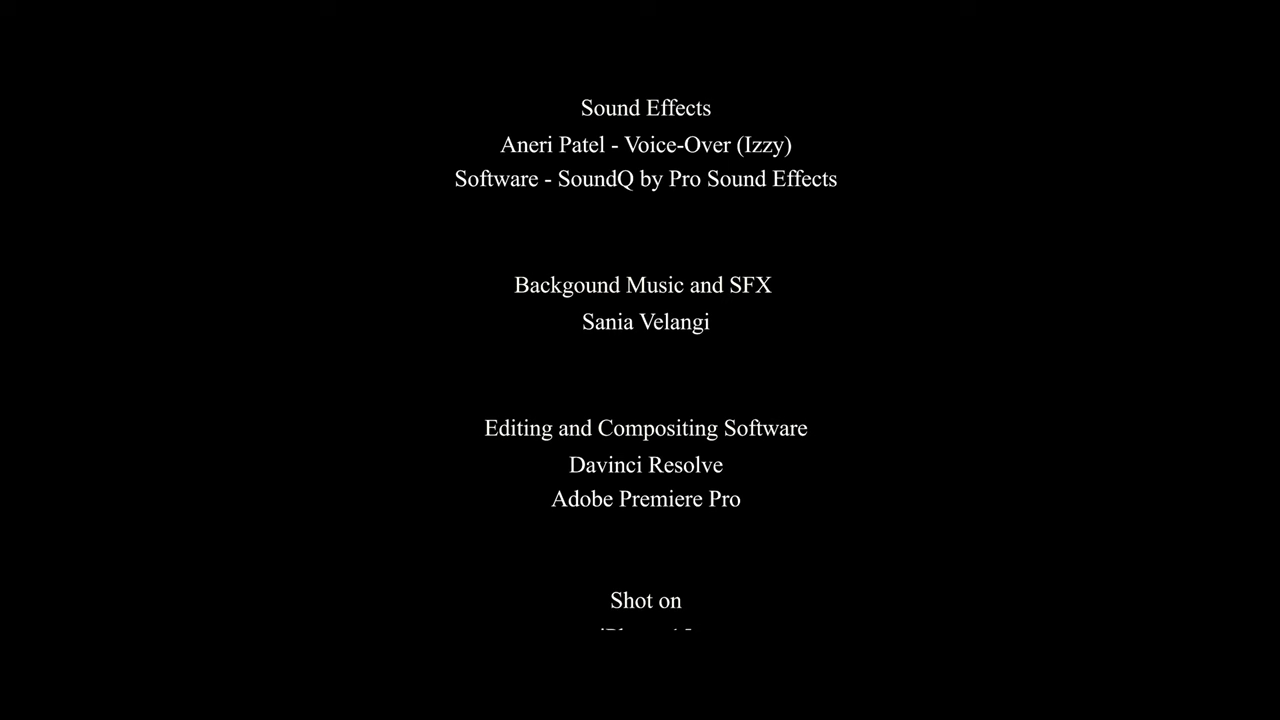 Sound Effects
Aneri Patel - Voice-Over (Izzy)
Software - SoundQ by Pro Sound Effects
Backgound Music and SFX
Sania Velangi
Editing and Compositing Software
Davinci Resolve
Adobe Premiere Pro
Shot on